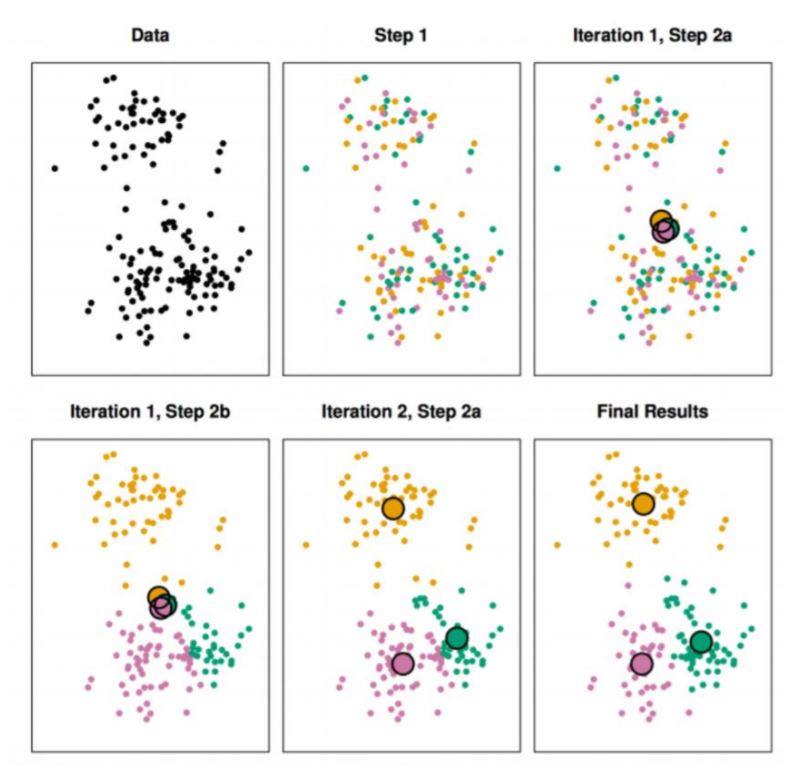 Data
Step 1
Iteration 1, Step 2a
Iteration 1, Step 2b
Iteration 2, Step 2a
Final Results